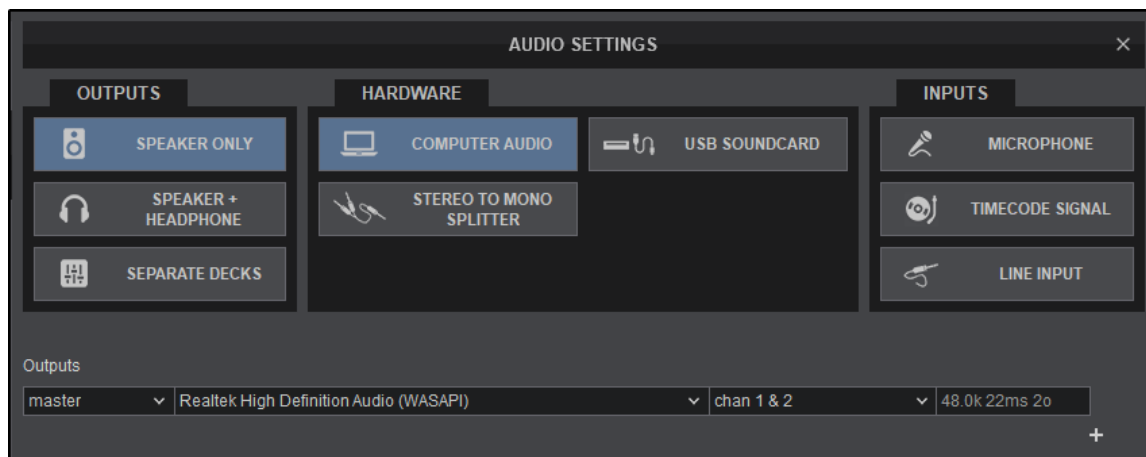 AUDIO SETTINGS
OUTPUTS
SPEAKER ONLY
SPEAKER +
HEADPHONE
SEPARATE DECKS
HARDWARE
COMPUTER AUDIO
USB SOUNDCARD
STEREO TO MONO
SPLITTER
INPUTS
MICROPHONE
TIMECODE SIGNAL
LINE INPUT
Outputs
master Realtek High Definition Audio (WASAPI) chan 1 & 2 48.0k 22ms 2o
+